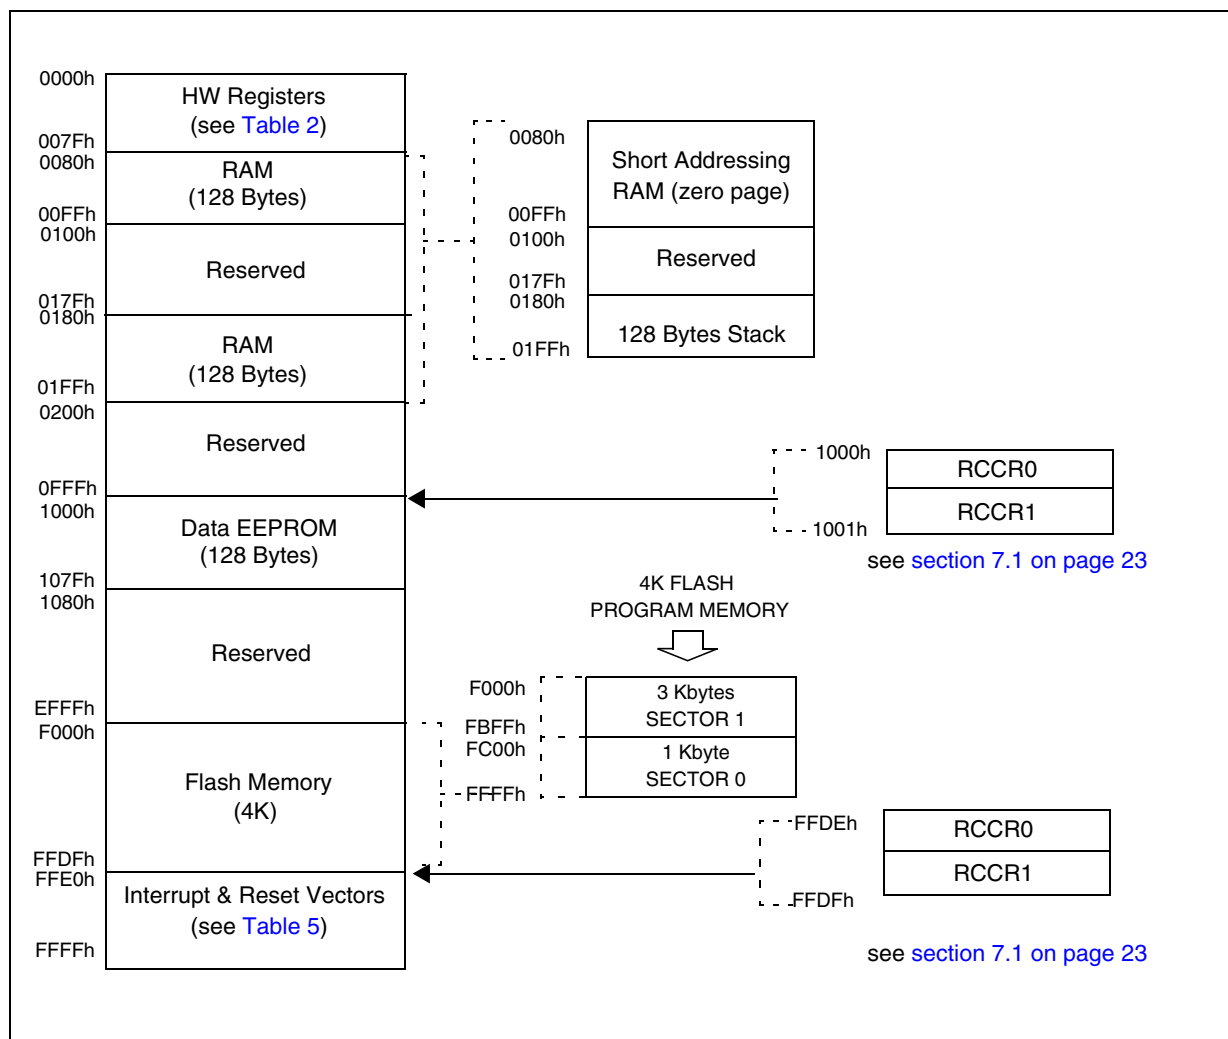 0000h
HW Registers
(see Table 2)
007Fh
0080h
RAM
(128 Bytes)
00FFh
0100h
Reserved
017Fh
0180h
RAM
(128 Bytes)
01FFh
0200h
Reserved
0FFFh
1000h
Data EEPROM
(128 Bytes)
107Fh
1080h
Reserved
EFFFh
F000h
Flash Memory
(4K)
FFDFh
FFE0h
Interrupt & Reset Vectors
(see Table 5)
FFFFh
0080h
Short Addressing
RAM (zero page)
00FFh
0100h
Reserved
017Fh
0180h
128 Bytes Stack
01FFh
1000h
RCCR0
RCCR1
1001h
see section 7.1 on page 23
4K FLASH
PROGRAM MEMORY
F000h
3 Kbytes
SECTOR 1
FBFFh
FC00h
1 Kbyte
SECTOR 0
FFFFh
FFDEh
RCCR0
RCCR1
FFDFh
see section 7.1 on page 23